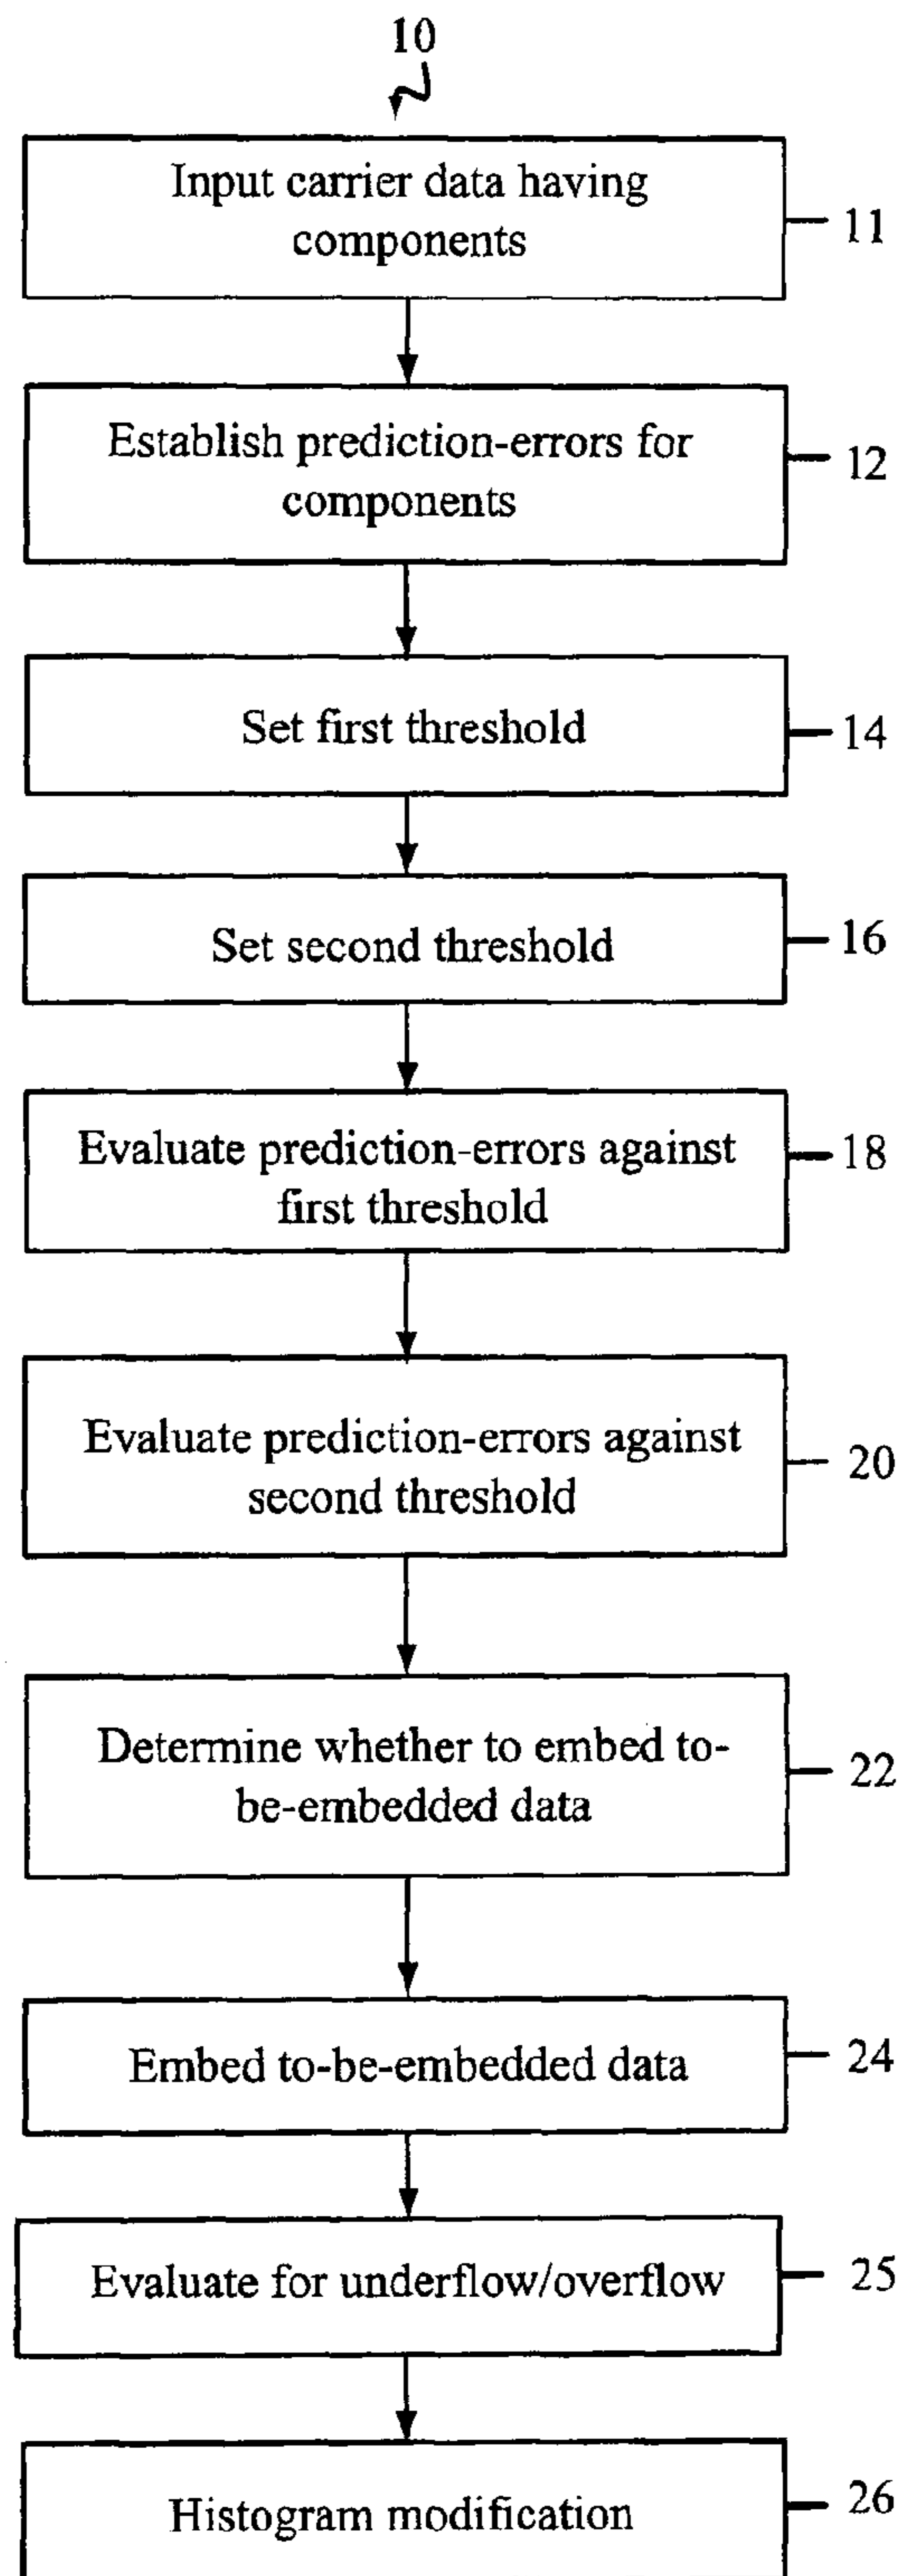 10
Input carrier data having
components
11
Establish prediction-errors for
components
12
Set first threshold
14
Set second threshold
16
Evaluate prediction-errors against
first threshold
18
Evaluate prediction-errors against
second threshold
20
Determine whether to embed to-
be-embedded data
22
Embed to-be-embedded data
24
Evaluate for underflow/overflow
25
Histogram modification
26